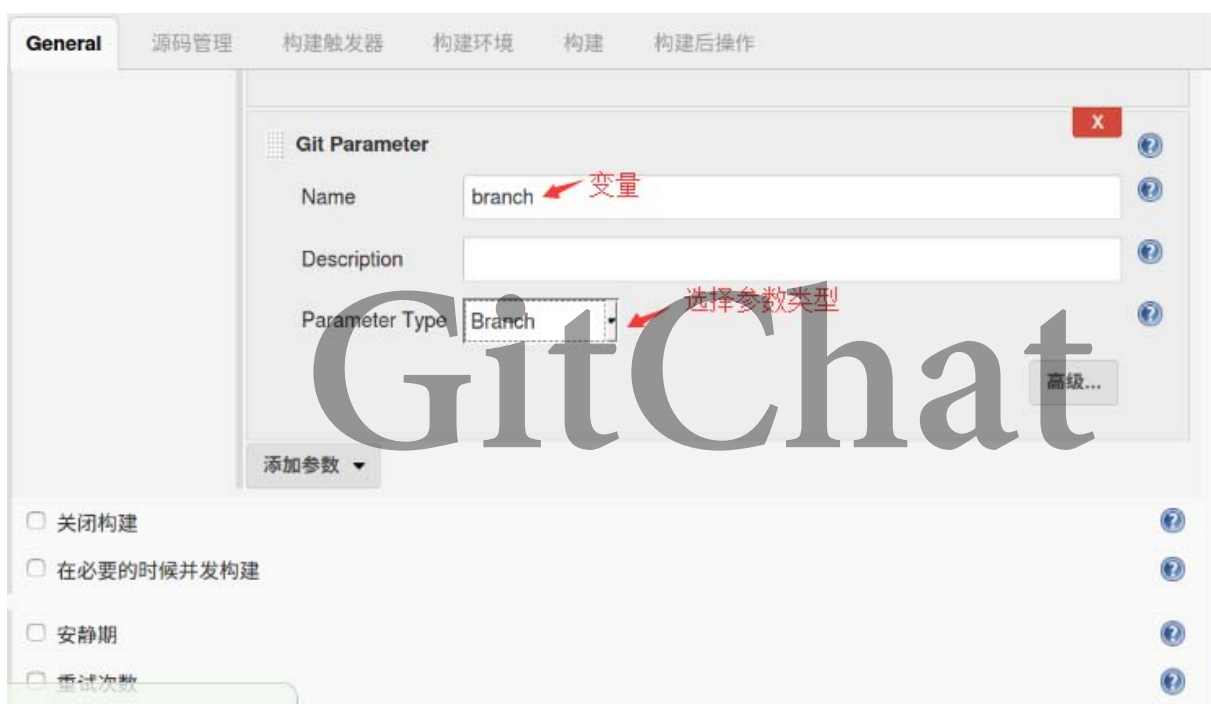 General 源码管理 构建触发器 构建环境 构建 构建后操作
X
Git Parameter
Name branch 变量
Description
选择参数类型
Parameter Type Branch
高级...
GitChat
添加参数
关闭构建
在必要的时候并发构建
安静期
重试次数